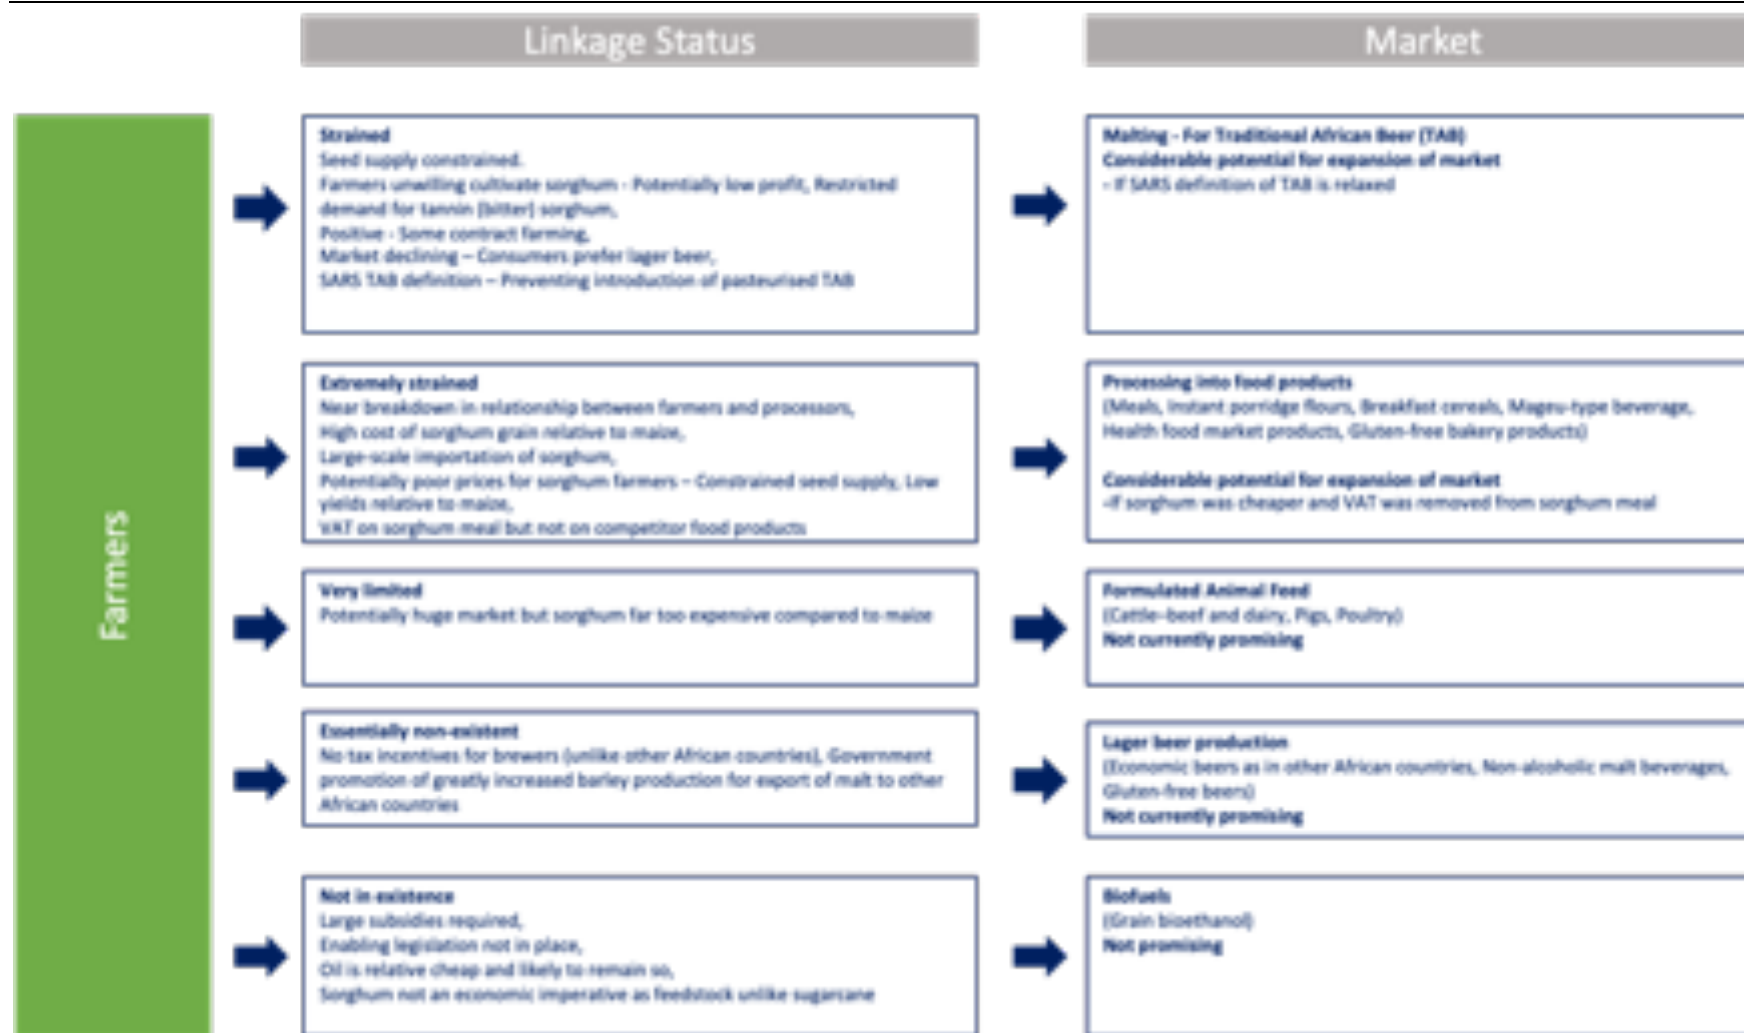 Linkage Status
Market
Farmers
Strained
Seed supply constrained.
Farmers unwilling cultivate sorghum - Potentially low profit, Restricted
demand for tannin (bitter) sorghum,
Positive - Some contract farming,
Market declining – Consumers prefer lager beer,
SARS TAB definition – Preventing introduction of pasteurised TAB
Malting - For Traditional African Beer (TAB)
Considerable potential for expansion of market
- If SARS definition of TAB is relaxed
Extremely strained
Near breakdown in relationship between farmers and processors,
High cost of sorghum grain relative to maize,
Large-scale importation of sorghum,
Potentially poor prices for sorghum farmers – Constrained seed supply, Low
yields relative to maize,
VAT on sorghum meal but not on competitor food products
Processing into food products
(Meals, Instant porridge flours, Breakfast cereals, Mageu-type beverage,
Health food market products, Gluten-free bakery products)
Considerable potential for expansion of market
-If sorghum was cheaper and VAT was removed from sorghum meal
Very limited
Potentially huge market but sorghum far too expensive compared to maize
Formulated Animal Feed
(Cattle–beef and dairy, Pigs, Poultry)
Not currently promising
Essentially non-existent
No tax incentives for brewers (unlike other African countries), Government
promotion of greatly increased barley production for export of malt to other
African countries
Lager beer production
(Economic beers as in other African countries, Non-alcoholic malt beverages,
Gluten-free beers)
Not currently promising
Not in existence
Large subsidies required,
Enabling legislation not in place,
Oil is relative cheap and likely to remain so,
Sorghum not an economic imperative as feedstock unlike sugarcane
Biofuels
(Grain bioethanol)
Not promising